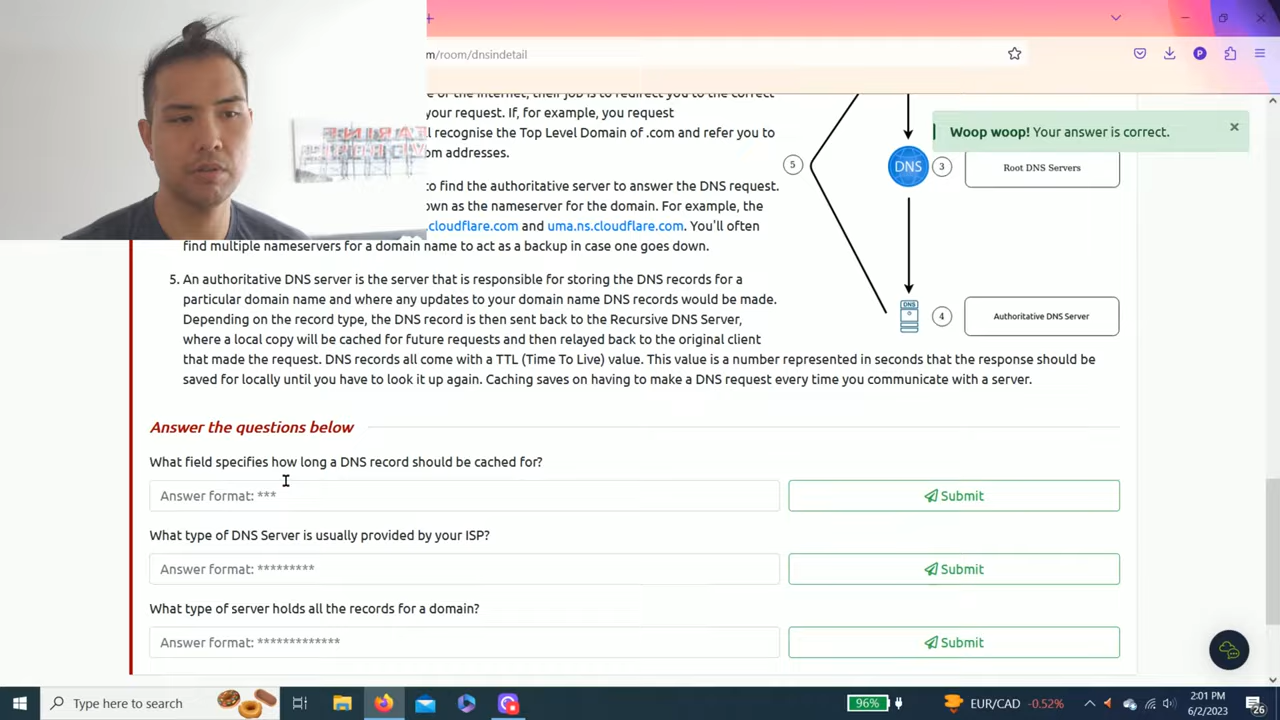 m/room/dnsindetail
of the internet, their job is to redirect you to the correct
your request. If, for example, you request
recognise the Top Level Domain of .com and refer you to
om addresses.
to find the authoritative server to answer the DNS request.
own as the nameserver for the domain. For example, the
.cloudflare.com and uma.ns.cloudflare.com. You'll often
find multiple nameservers for a domain name to act as a backup in case one goes down.
Woop woop! Your answer is correct.
5
DNS
3
Root DNS Servers
DNS
4
Authoritative DNS Server
5. An authoritative DNS server is the server that is responsible for storing the DNS records for a
particular domain name and where any updates to your domain name DNS records would be made.
Depending on the record type, the DNS record is then sent back to the Recursive DNS Server,
where a local copy will be cached for future requests and then relayed back to the original client
that made the request. DNS records all come with a TTL (Time To Live) value. This value is a number represented in seconds that the response should be
saved for locally until you have to look it up again. Caching saves on having to make a DNS request every time you communicate with a server.
Answer the questions below
What field specifies how long a DNS record should be cached for?
Answer format: ***
Submit
What type of DNS Server is usually provided by your ISP?
Answer format: *********
Submit
What type of server holds all the records for a domain?
Answer format: *************
Submit
Type here to search
96%
EUR/CAD -0.52%
2:01 PM
6/2/2023
26